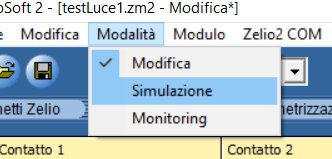 oSoft 2 - [testLuce1.zm2 - Modifica*]
Modifica Modalità Modulo Zelio2 COM
Modifica
Simulazione
Monitoring
netti Zelio
metrizzaz
Contatto 1 Contatto 2